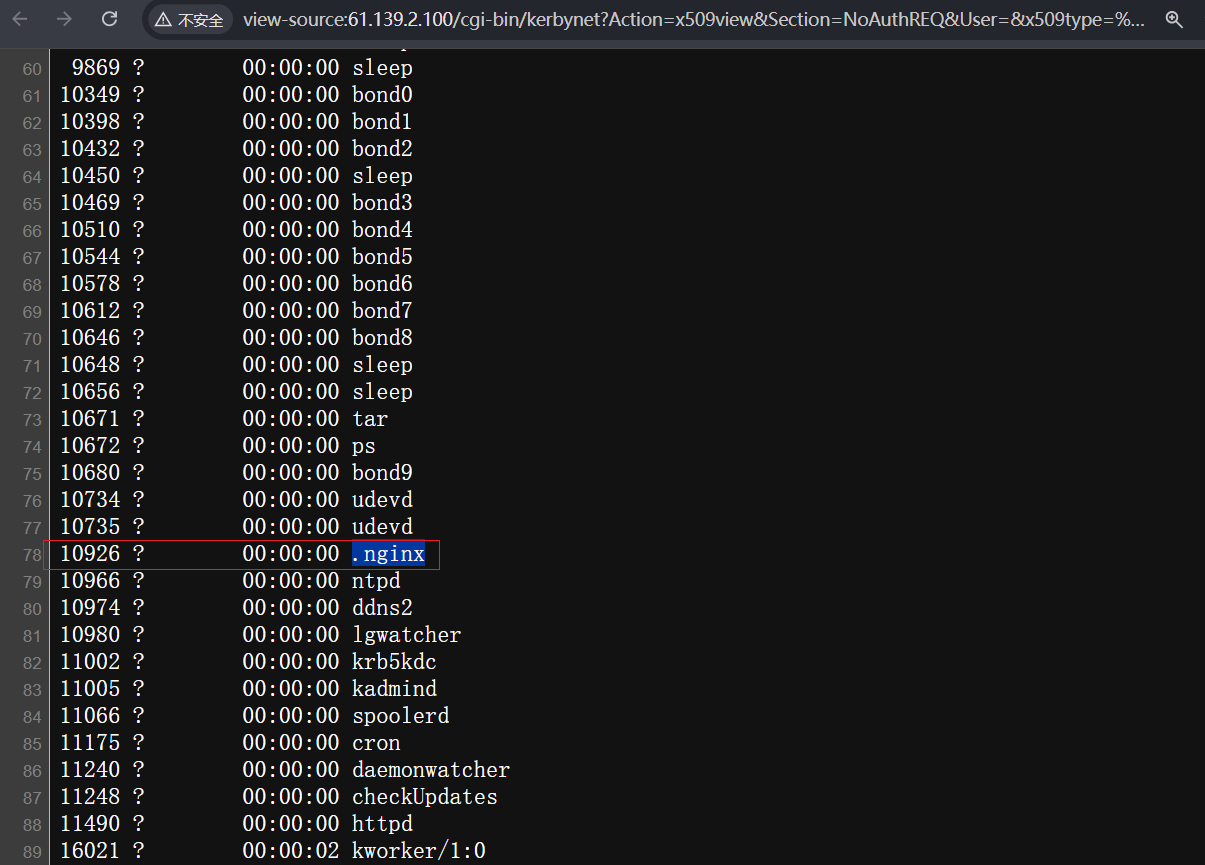 不安全 view-source:61.139.2.100/cgi-bin/kerbynet?Action=x509view&Section=NoAuthREQ&User=&x509type=%...
60 9869 ? 00:00:00 sleep
61 10349 ? 00:00:00 bond0
62 10398 ? 00:00:00 bond1
63 10432 ? 00:00:00 bond2
64 10450 ? 00:00:00 sleep
65 10469 ? 00:00:00 bond3
66 10510 ? 00:00:00 bond4
67 10544 ? 00:00:00 bond5
68 10578 ? 00:00:00 bond6
69 10612 ? 00:00:00 bond7
70 10646 ? 00:00:00 bond8
71 10648 ? 00:00:00 sleep
72 10656 ? 00:00:00 sleep
73 10671 ? 00:00:00 tar
74 10672 ? 00:00:00 ps
75 10680 ? 00:00:00 bond9
76 10734 ? 00:00:00 udevd
77 10735 ? 00:00:00 udevd
78 10926 ? 00:00:00 .nginx
79 10966 ? 00:00:00 ntpd
80 10974 ? 00:00:00 ddns2
81 10980 ? 00:00:00 lgwatcher
82 11002 ? 00:00:00 krb5kdc
83 11005 ? 00:00:00 kadmind
84 11066 ? 00:00:00 spoolerd
85 11175 ? 00:00:00 cron
86 11240 ? 00:00:00 daemonwatcher
87 11248 ? 00:00:00 checkUpdates
88 11490 ? 00:00:00 httpd
89 16021 ? 00:00:02 kworker/1:0